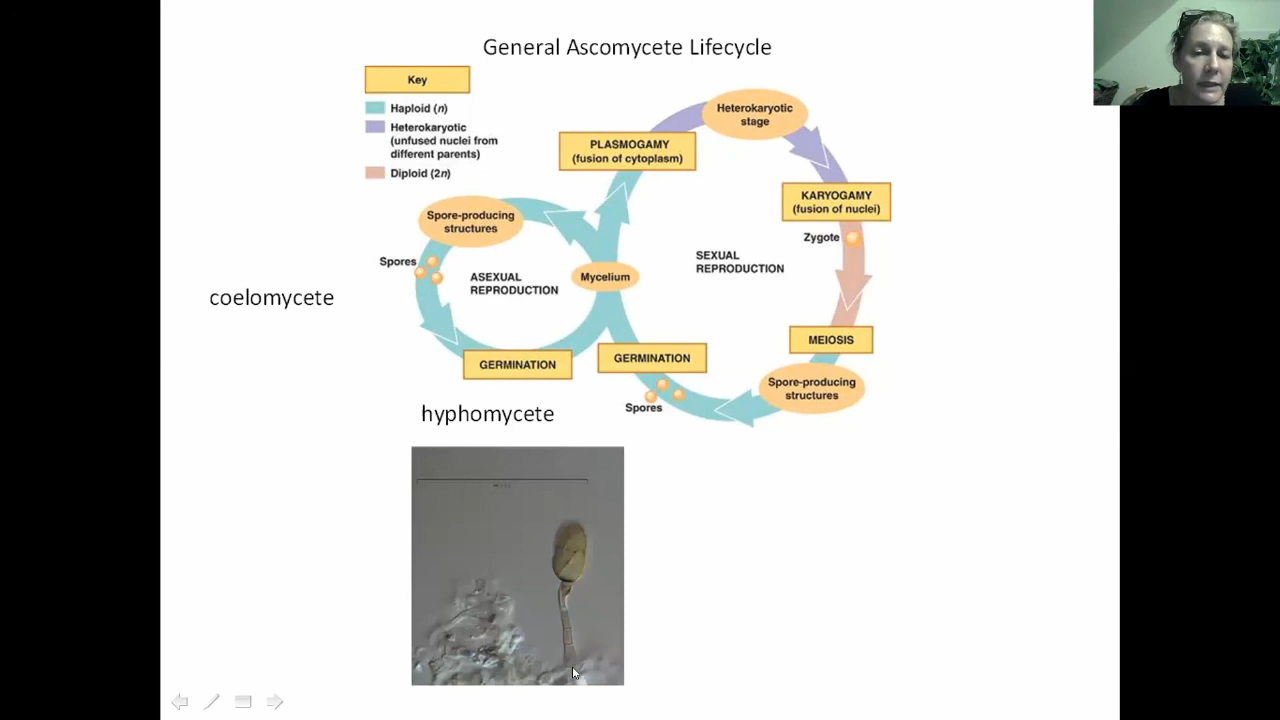 General Ascomycete Lifecycle
Key
Haploid (n)
Heterokaryotic
(unfused nuclei from
different parents)
Diploid (2n)
PLASMOGAMY
(fusion of cytoplasm)
Heterokaryotic
stage
KARYOGAMY
(fusion of nuclei)
Zygote
SEXUAL
REPRODUCTION
MEIOSIS
Spore-producing
structures
Spores
GERMINATION
Mycelium
Spore-producing
structures
Spores
ASEXUAL
REPRODUCTION
GERMINATION
coelomycete
hyphomycete